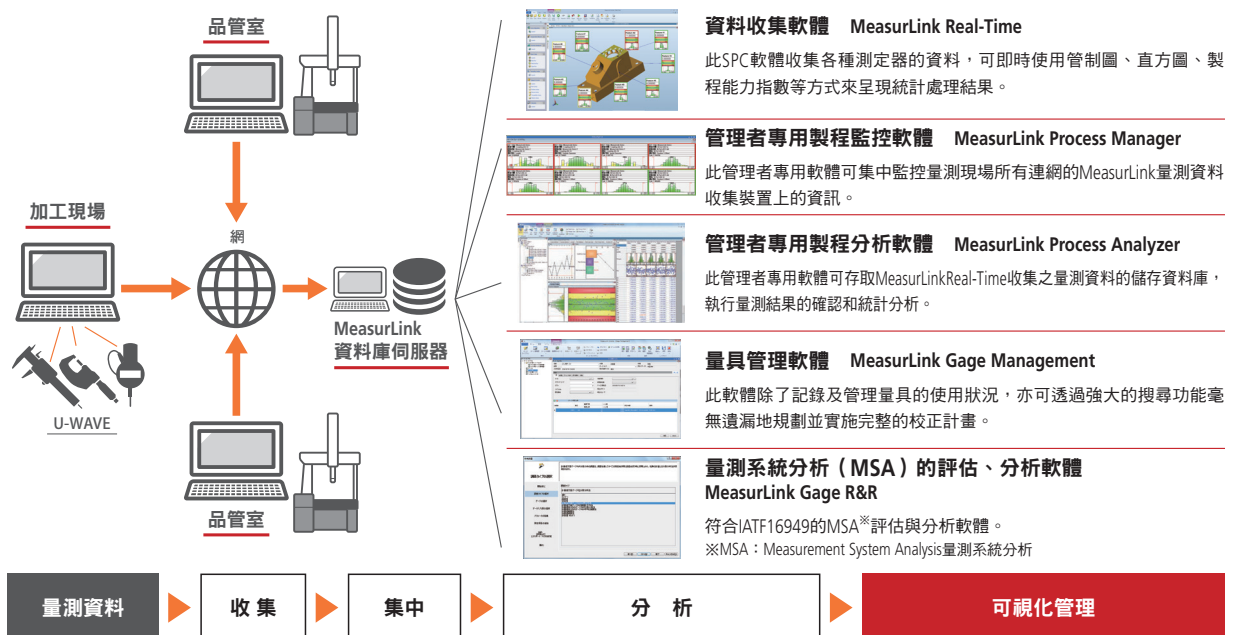 品管室
加工現場
網
MeasurLink
資料庫伺服器
U-WAVE
品管室
資料收集軟體 MeasurLink Real-Time
此SPC軟體收集各種測定器的資料，可即時使用管制圖、直方圖、製
程能力指數等方式來呈現統計處理結果。
管理者專用製程監控軟體 MeasurLink Process Manager
此管理者專用軟體可集中監控量測現場所有連網的MeasurLink量測資料
收集裝置上的資訊。
管理者專用製程分析軟體 MeasurLink Process Analyzer
此管理者專用軟體可存取MeasurLinkReal-Time收集之量測資料的儲存資料庫，
執行量測結果的確認和統計分析。
量具管理軟體 MeasurLink Gage Management
此軟體除了記錄及管理量具的使用狀況，亦可透過強大的搜尋功能毫
無遺漏地規劃並實施完整的校正計畫。
量測系統分析（MSA）的評估、分析軟體
MeasurLink Gage R&R
符合IATF16949的MSA※評估與分析軟體。
※MSA：Measurement System Analysis量測系統分析
量測資料
收 集
集中
分 析
可視化管理